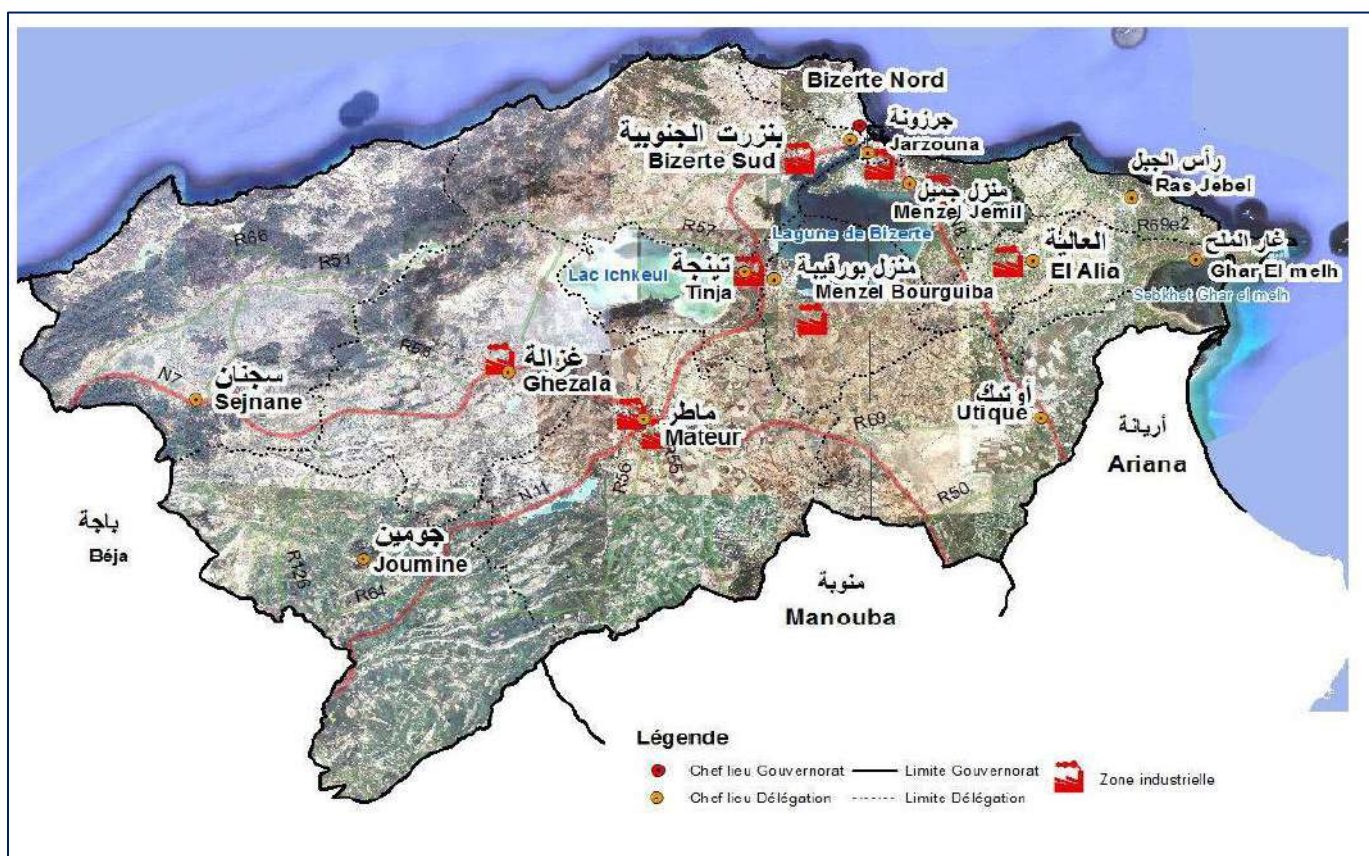 Bizerte Nord
جرزونة
Jarzouna
بنزرت الجنوبية
Bizerte Sud
رأس الجبل
Ras Jebel
منزل جميل
Menzel Jemil
R66
R51
R57
R69e2
Lagune de Bizerte
العالية
El Alia
غار الملح
Ghar El melh
Sebkhet Ghar el melh
Lac Ichkeul
تينجة
Tinja
منزل بورقيبة
Menzel Bourguiba
N7
سجنان
Sejnane
غزالة
Ghezala
ماطر
Mateur
أوتيك
Utique
R69
أريانة
Ariana
R56
R55
N11
R50
باجة
Béja
جومين
Joumine
R64
منوبة
Manouba
Légende
Chef lieu Gouvernorat
Limite Gouvernorat
Zone industrielle
Chef lieu Délégation
Limite Délégation